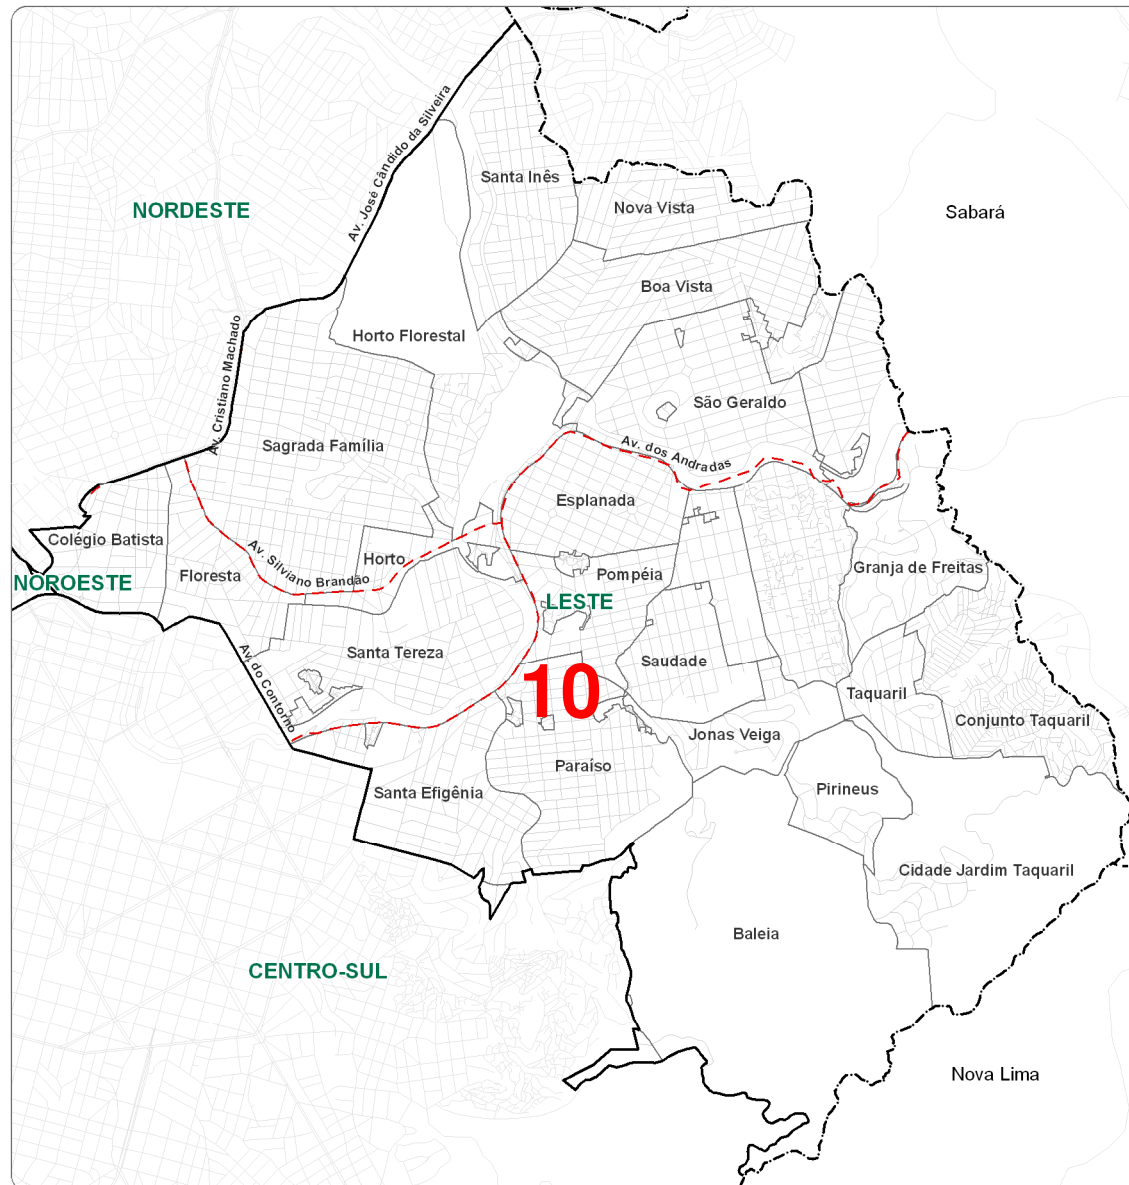 Av. José Cândido da Silveira
Santa Inês
NORDESTE
Nova Vista
Sabará
Boa Vista
Horto Florestal
Av. Cristiano Machado
São Geraldo
Sagrada Família
Av. dos Andradas
Esplanada
Colégio Batista
Av. Silviano Brandão
Horto
NOROESTE
Floresta
Pompéia
Granja de Freitas
LESTE
Santa Tereza
Saudade
Av. do Contorno
10
Taquaril
Conjunto Taquaril
Jonas Veiga
Paraíso
Santa Efigênia
Pirineus
Cidade Jardim Taquaril
Baleia
CENTRO-SUL
Nova Lima